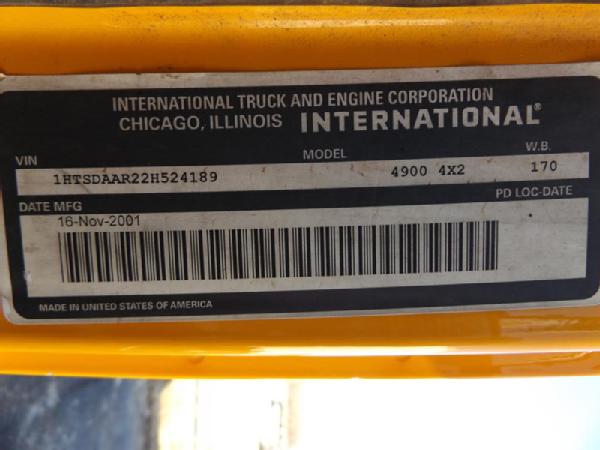 INTERNATIONAL TRUCK AND ENGINE CORPORATION
CHICAGO, ILLINOIS INTERNATIONAL®
VIN MODEL W.B.
1HTSDAAR22H524189 4900 4X2 170
DATE MFG PD LOC-DATE
16-Nov-2001
MADE IN UNITED STATES OF AMERICA